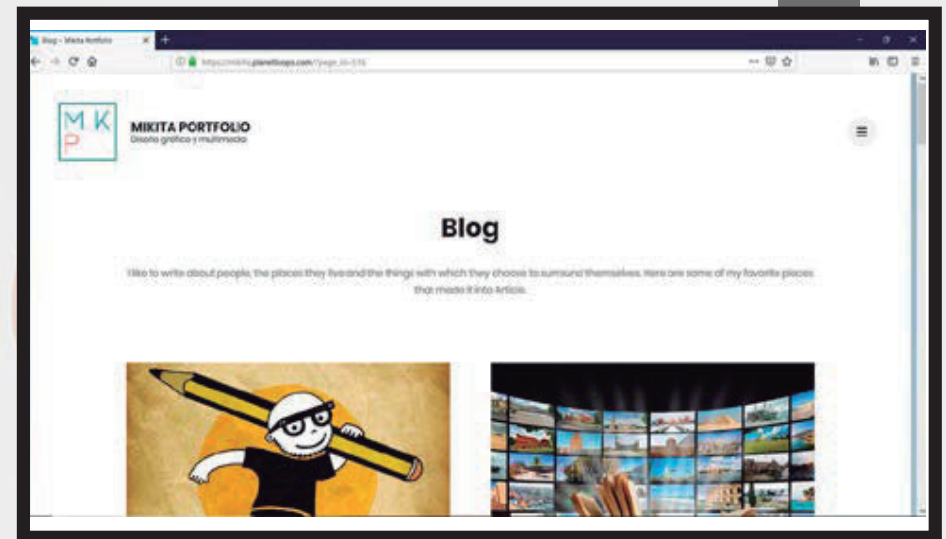 Blog – Mikita Portfolio
planetloops.com
M K
P
MIKITA PORTFOLIO
Diseño gráfico y multimedia
Blog
I like to write about people, the places they live and the things with which they choose to surround themselves. Here are some of my favorite places
that made it into Article.